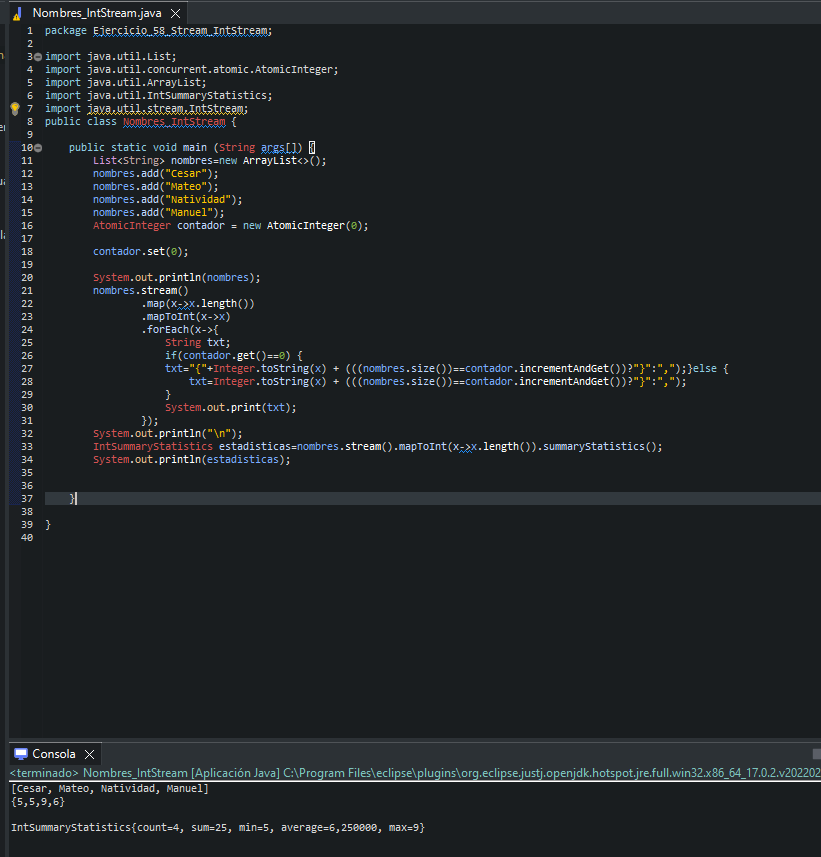 Nombres_IntStream.java
1 package Ejercicio_58_Stream_IntStream;
2
3 import java.util.List;
4 import java.util.concurrent.atomic.AtomicInteger;
5 import java.util.ArrayList;
6 import java.util.IntSummaryStatistics;
7 import java.util.stream.IntStream;
8 public class Nombres_IntStream {
9
10 public static void main (String args[]) {
11 List<String> nombres=new ArrayList<>();
12 nombres.add("Cesar");
13 nombres.add("Mateo");
14 nombres.add("Natividad");
15 nombres.add("Manuel");
16 AtomicInteger contador = new AtomicInteger(0);
17
18 contador.set(0);
19
20 System.out.println(nombres);
21 nombres.stream()
22 .map(x->x.length())
23 .mapToInt(x->x)
24 .forEach(x->{
25 String txt;
26 if(contador.get()==0) {
27 txt="{"+Integer.toString(x) + (((nombres.size())==contador.incrementAndGet())?"}":",");}else {
28 txt=Integer.toString(x) + (((nombres.size())==contador.incrementAndGet())?"}":",");
29 }
30 System.out.print(txt);
31 });
32 System.out.println("\n");
33 IntSummaryStatistics estadisticas=nombres.stream().mapToInt(x->x.length()).summaryStatistics();
34 System.out.println(estadisticas);
35
36
37 }
38
39 }
40
Consola
<terminado> Nombres_IntStream [Aplicación Java] C:\Program Files\eclipse\plugins\org.eclipse.justj.openjdk.hotspot.jre.full.win32.x86_64_17.0.2.v202202
[Cesar, Mateo, Natividad, Manuel]
{5,5,9,6}
IntSummaryStatistics{count=4, sum=25, min=5, average=6,250000, max=9}